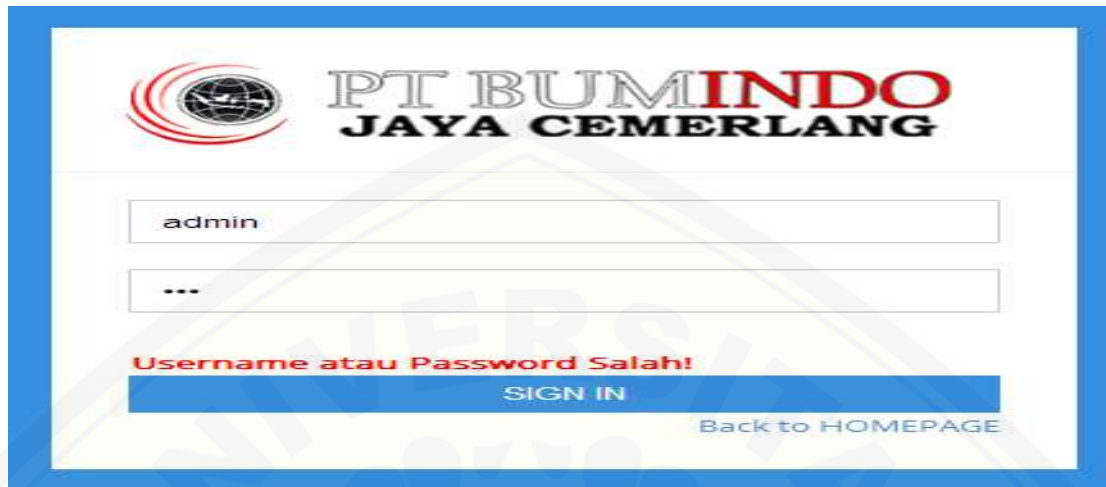 PT BUMINDO
JAYA CEMERLANG
admin
•••
Username atau Password Salah!
SIGN IN
Back to HOMEPAGE